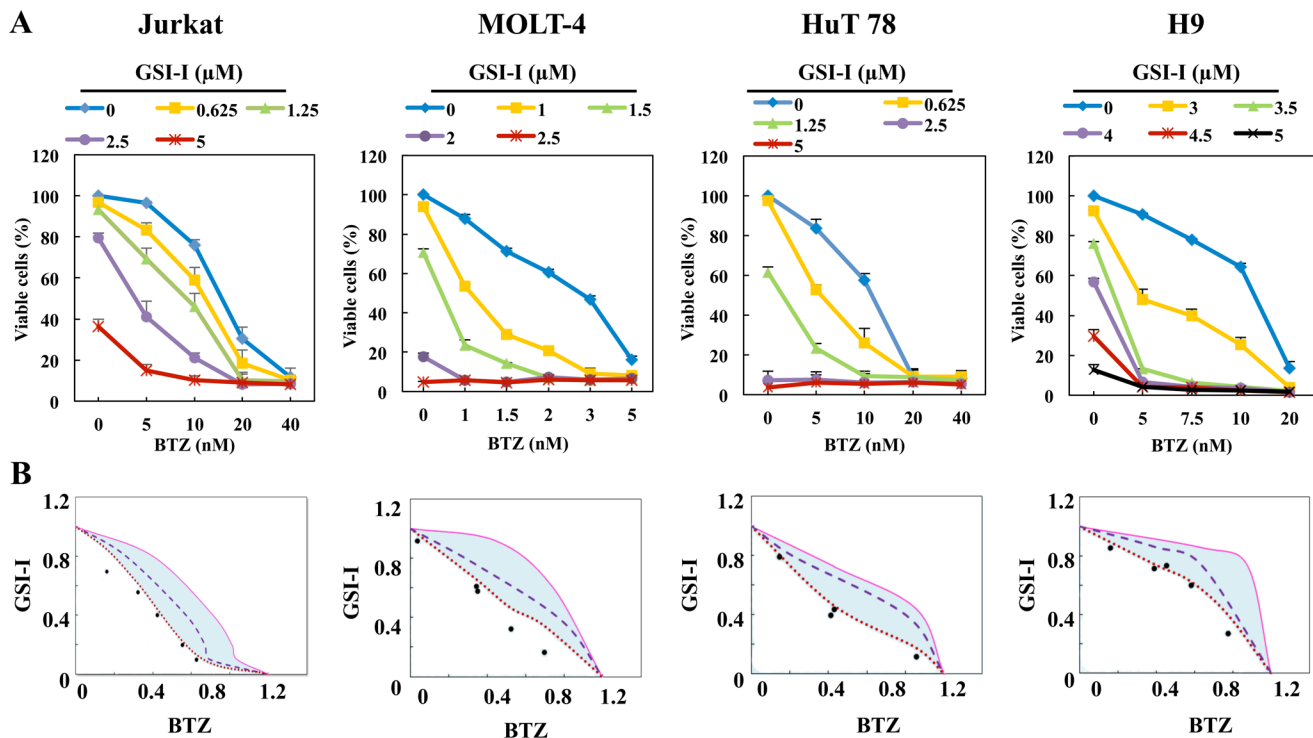 A
Jurkat
MOLT-4
HuT 78
H9
GSI-I (μM)
0
0.625
1.25
2.5
5
GSI-I (μM)
0
1
1.5
2
2.5
GSI-I (μM)
0
0.625
1.25
2.5
5
GSI-I (μM)
0
3
3.5
4
4.5
5
Viable cells (%)
120
100
80
60
40
20
0
0 5 10 20 40
BTZ (nM)
Viable cells (%)
120
100
80
60
40
20
0
0 1 1.5 2 3 5
BTZ (nM)
Viable cells (%)
120
100
80
60
40
20
0
0 5 10 20 40
BTZ (nM)
Viable cells (%)
120
100
80
60
40
20
0
0 5 7.5 10 20
BTZ (nM)
B
GSI-I
1.2
0.8
0.4
0
0 0.4 0.8 1.2
BTZ
GSI-I
1.2
0.8
0.4
0
0 0.4 0.8 1.2
BTZ
GSI-I
1.2
0.8
0.4
0
0 0.4 0.8 1.2
BTZ
GSI-I
1.2
0.8
0.4
0
0 0.4 0.8 1.2
BTZ